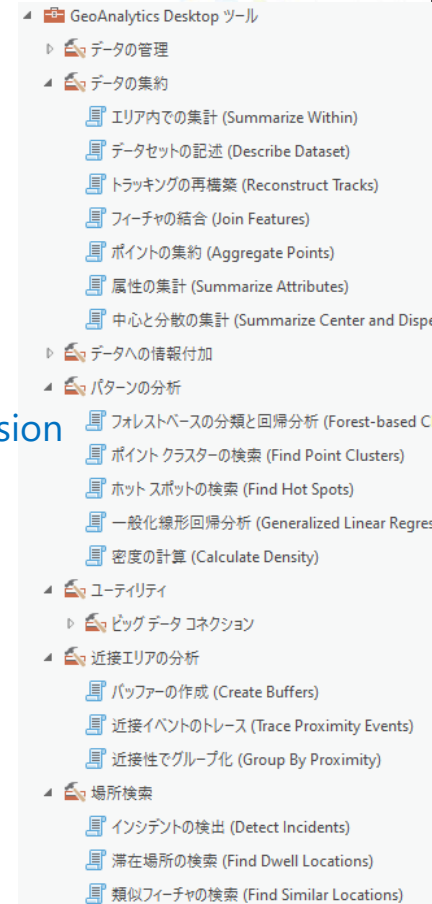 GeoAnalytics Desktop ツール
データの管理
データの集約
エリア内での集計 (Summarize Within)
データセットの記述 (Describe Dataset)
トラッキングの再構築 (Reconstruct Tracks)
フィーチャの結合 (Join Features)
ポイントの集約 (Aggregate Points)
属性の集計 (Summarize Attributes)
中心と分散の集計 (Summarize Center and Dispe
データへの情報付加
パターンの分析
sion
フォレストベースの分類と回帰分析 (Forest-based C
ポイント クラスターの検索 (Find Point Clusters)
ホット スポットの検索 (Find Hot Spots)
一般化線形回帰分析 (Generalized Linear Regres
密度の計算 (Calculate Density)
ユーティリティ
ビッグ データ コネクション
近接エリアの分析
バッファーの作成 (Create Buffers)
近接イベントのトレース (Trace Proximity Events)
近接性でグループ化 (Group By Proximity)
場所検索
インシデントの検出 (Detect Incidents)
滞在場所の検索 (Find Dwell Locations)
類似フィーチャの検索 (Find Similar Locations)